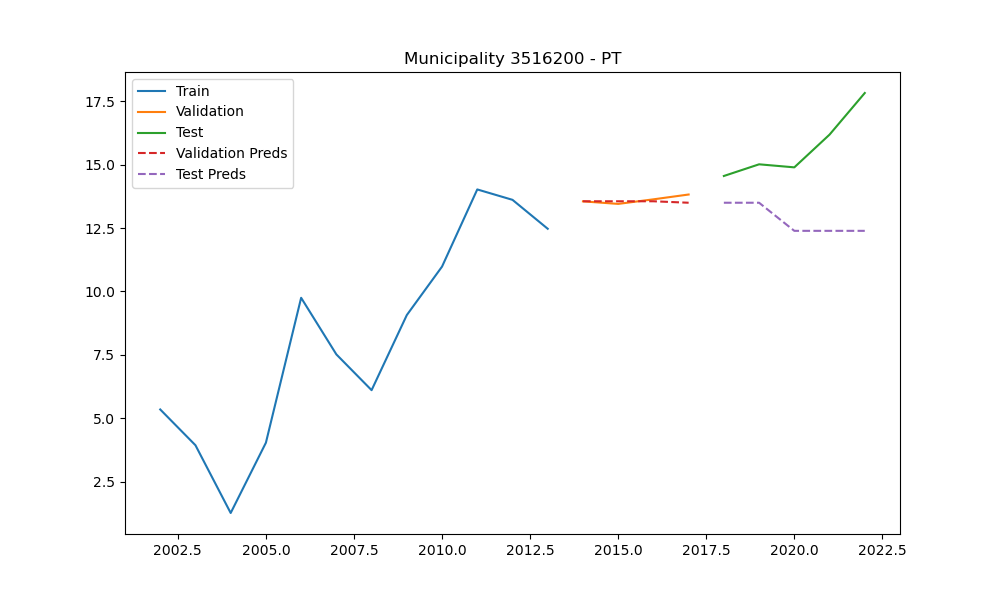 Municipality 3516200 - PT
Train
Validation
Test
Validation Preds
Test Preds
17.5
15.0
12.5
10.0
7.5
5.0
2.5
2002.5 2005.0 2007.5 2010.0 2012.5 2015.0 2017.5 2020.0 2022.5